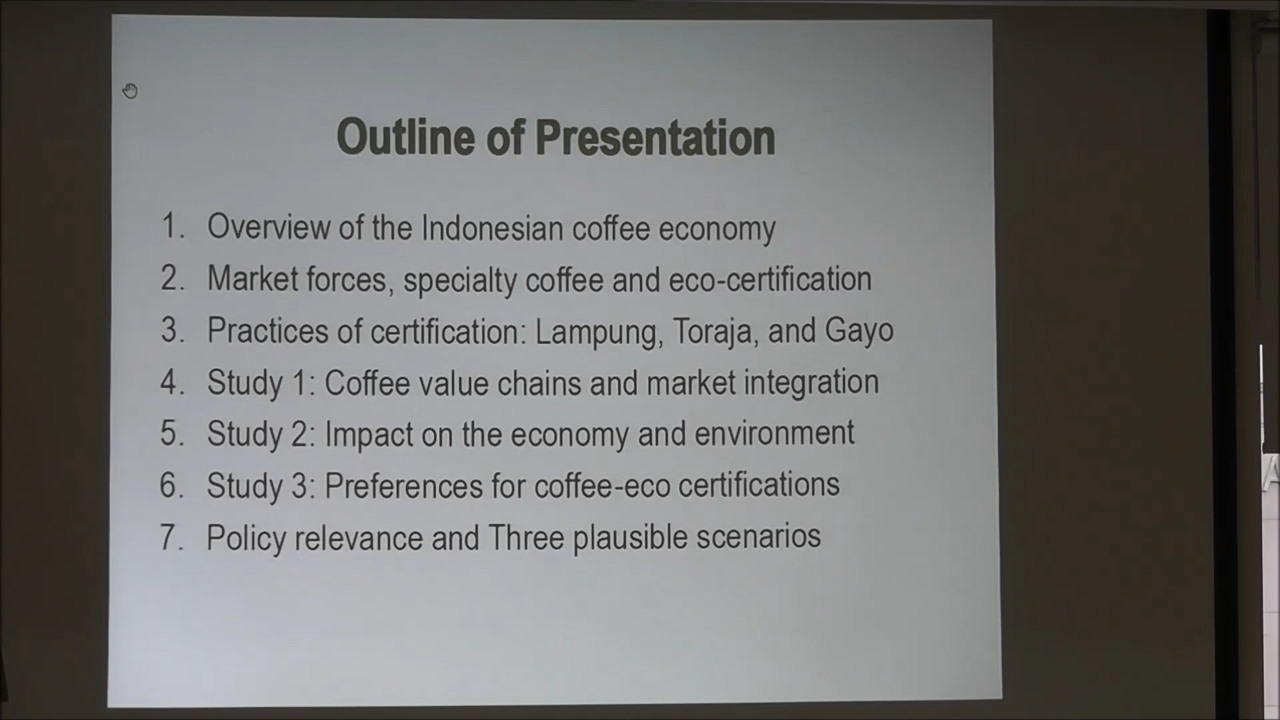 Outline of Presentation
1. Overview of the Indonesian coffee economy
2. Market forces, specialty coffee and eco-certification
3. Practices of certification: Lampung, Toraja, and Gayo
4. Study 1: Coffee value chains and market integration
5. Study 2: Impact on the economy and environment
6. Study 3: Preferences for coffee-eco certifications
7. Policy relevance and Three plausible scenarios